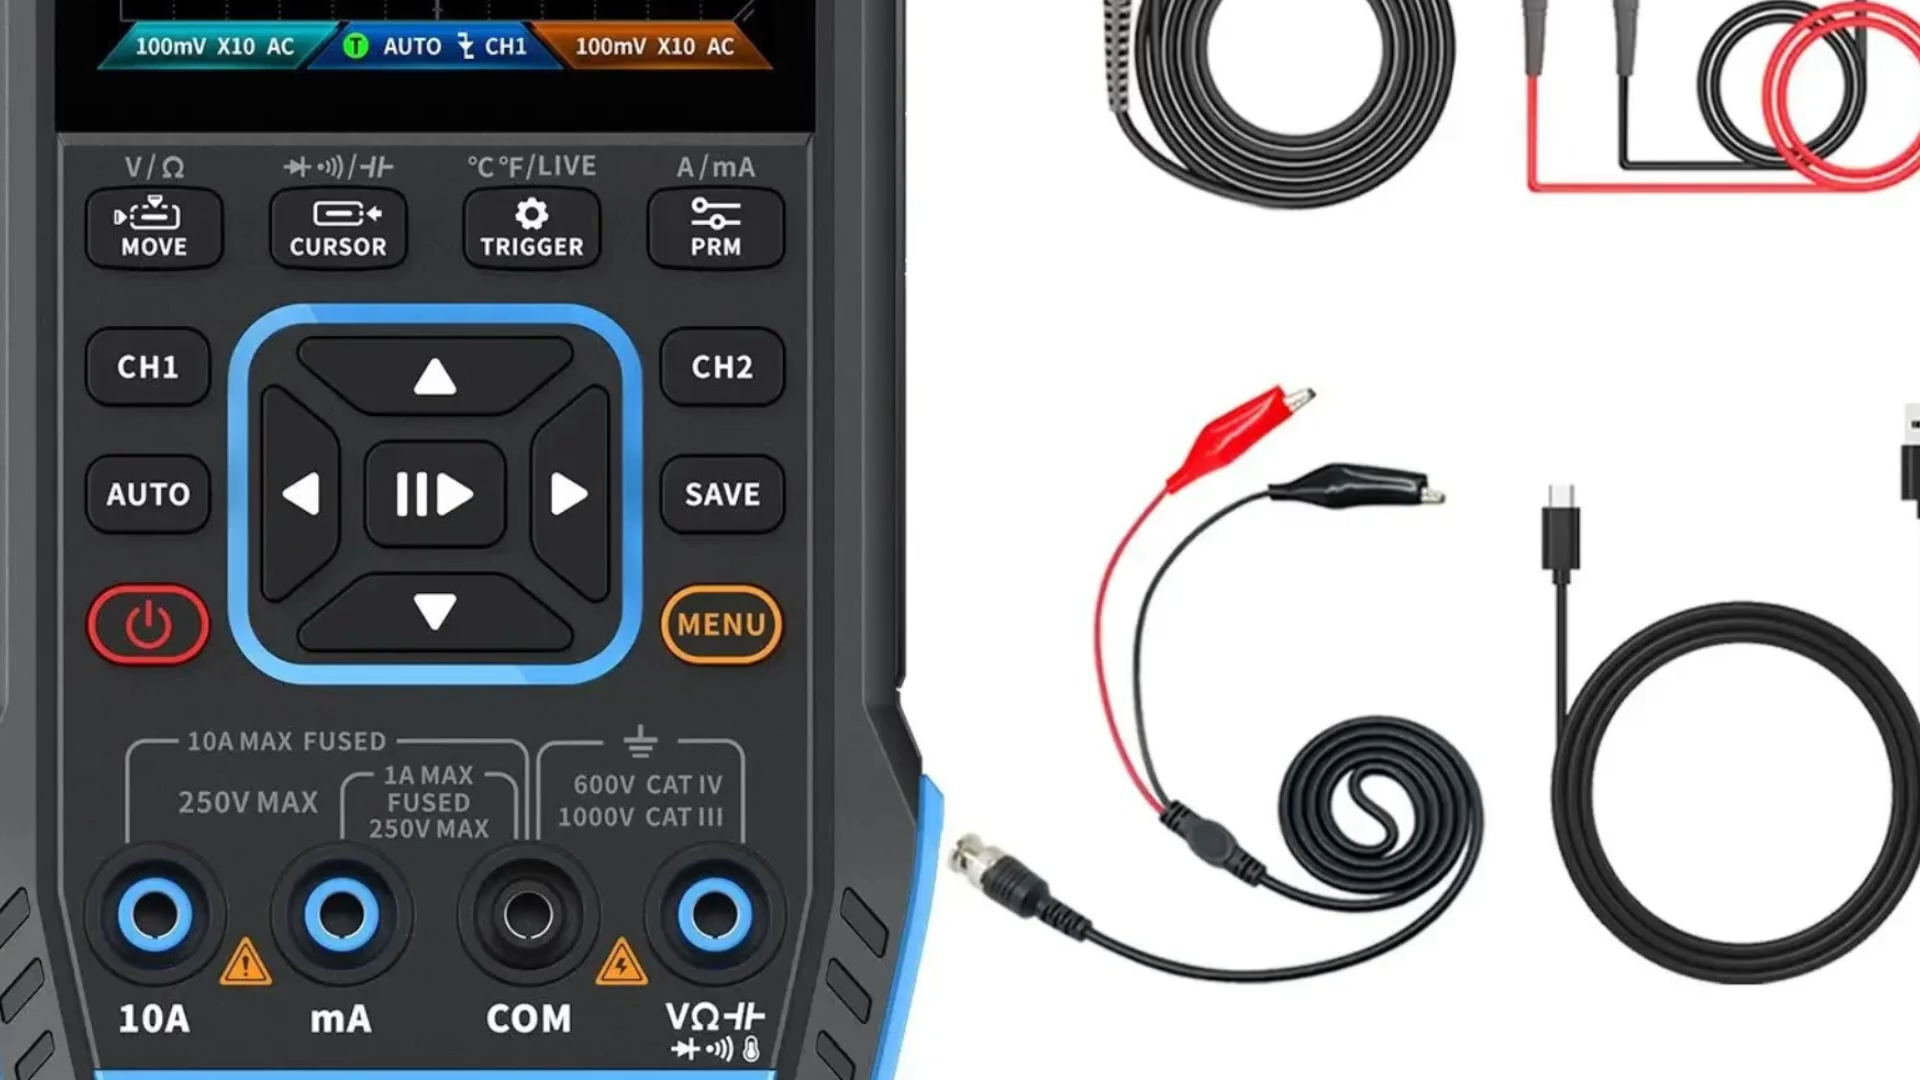 100mV X10 AC
T AUTO CH1
100mV X10 AC
V/Ω
°C°F/LIVE
A/mA
MOVE
CURSOR
TRIGGER
PRM
CH1
CH2
AUTO
SAVE
MENU
10A MAX FUSED
250V MAX
1A MAX
FUSED
250V MAX
600V CAT IV
1000V CAT III
10A
mA
COM
VΩ